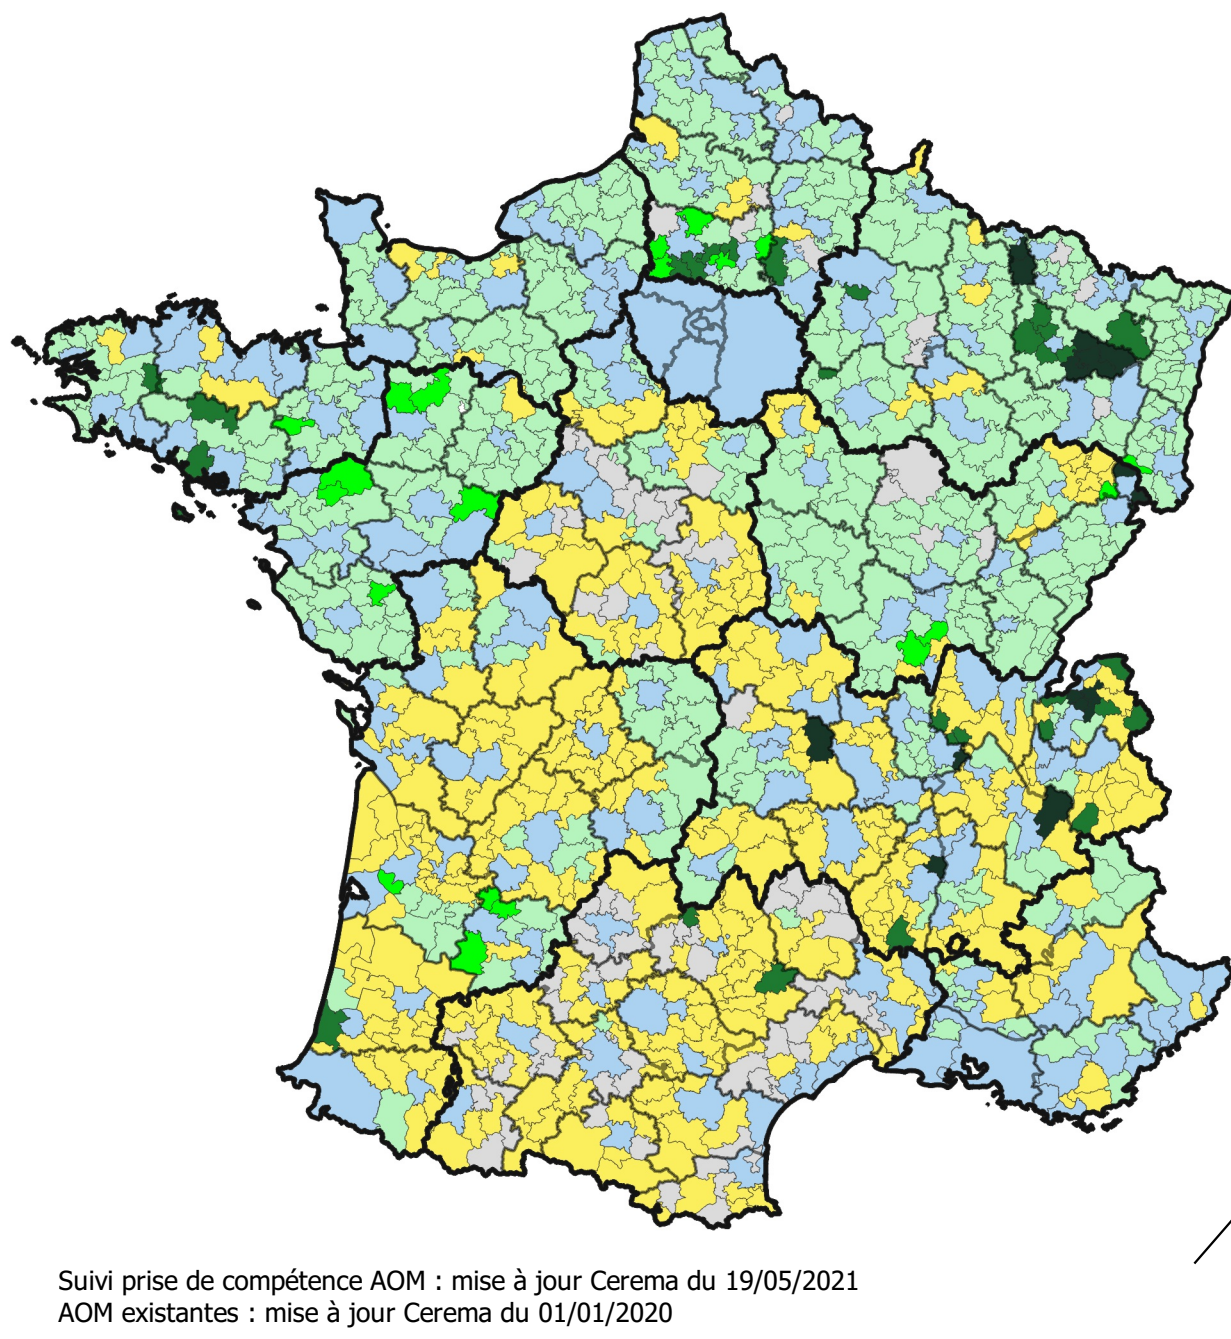 Suivi prise de compétence AOM : mise à jour Cerema du 19/05/2021
AOM existantes : mise à jour Cerema du 01/01/2020